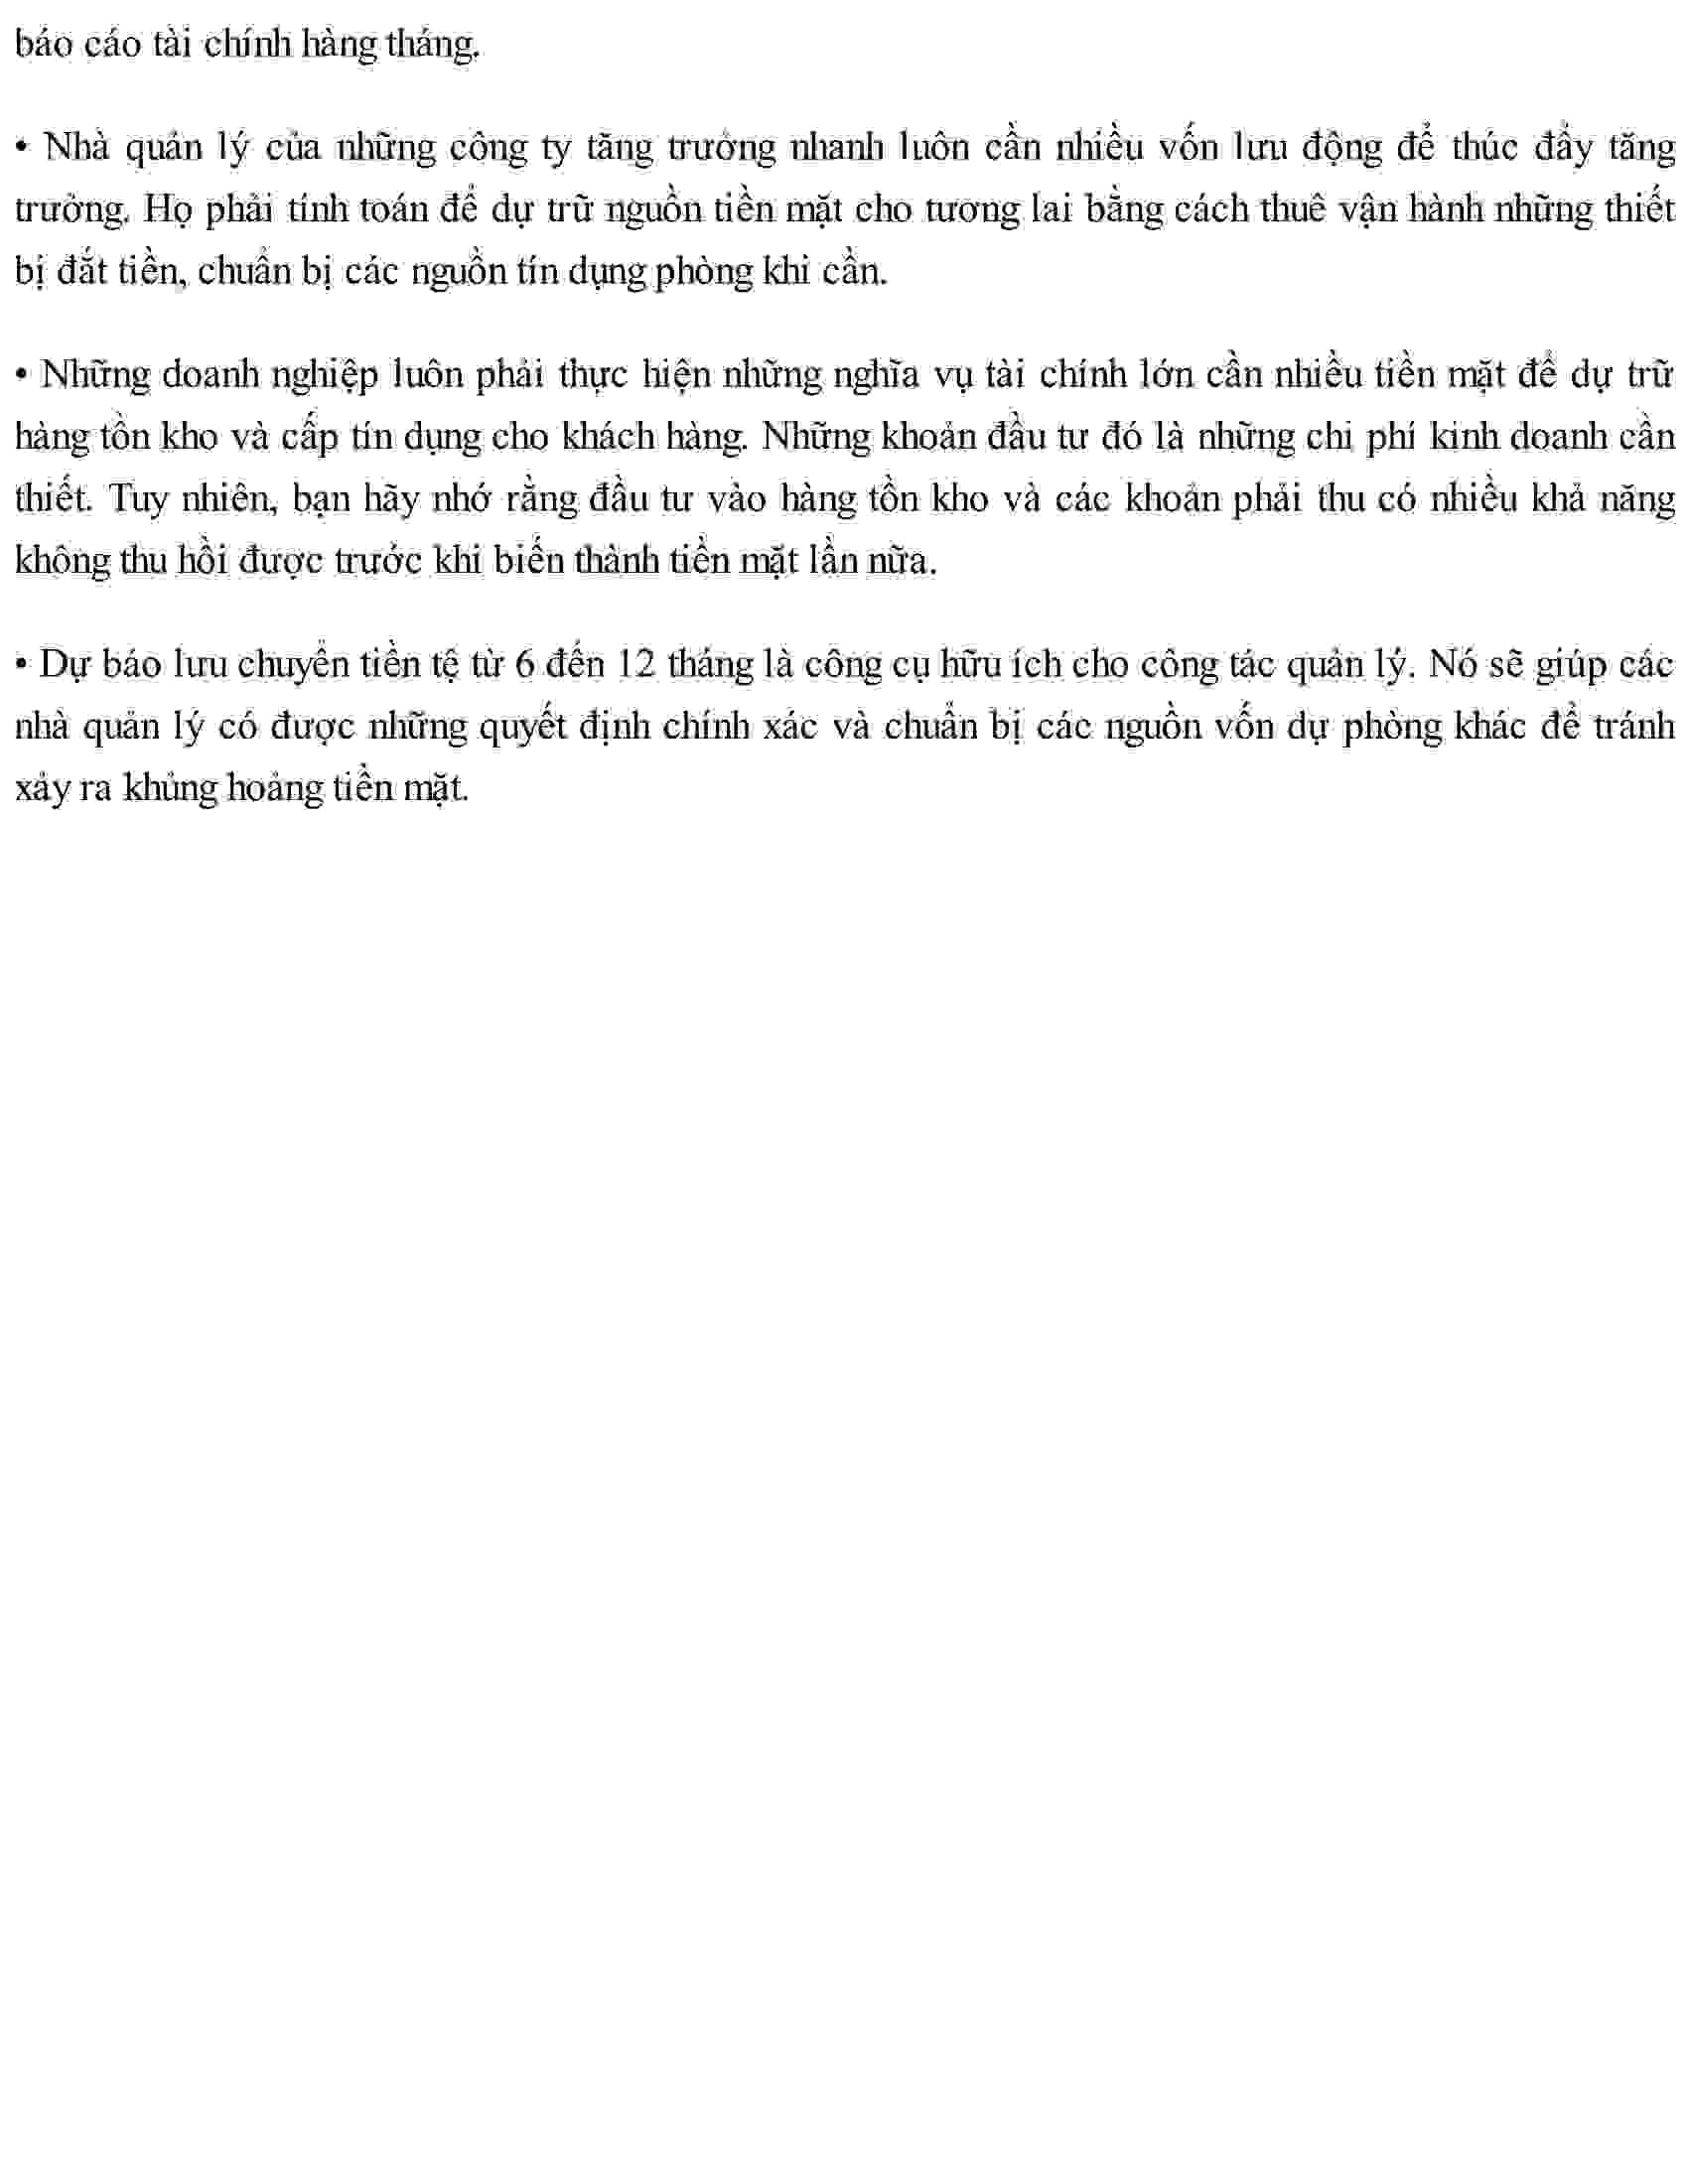 báo cáo tài chính hàng tháng.
• Nhà quản lý của những công ty tăng trưởng nhanh luôn cần nhiều vốn lưu động để thúc đẩy tăng
trưởng. Họ phải tính toán để dự trữ nguồn tiền mặt cho tương lai bằng cách thuê vận hành những thiết
bị đắt tiền, chuẩn bị các nguồn tín dụng phòng khi cần.
• Những doanh nghiệp luôn phải thực hiện những nghĩa vụ tài chính lớn cần nhiều tiền mặt để dự trữ
hàng tồn kho và cấp tín dụng cho khách hàng. Những khoản đầu tư đó là những chi phí kinh doanh cần
thiết. Tuy nhiên, bạn hãy nhớ rằng đầu tư vào hàng tồn kho và các khoản phải thu có nhiều khả năng
không thu hồi được trước khi biến thành tiền mặt lần nữa.
• Dự báo lưu chuyển tiền tệ từ 6 đến 12 tháng là công cụ hữu ích cho công tác quản lý. Nó sẽ giúp các
nhà quản lý có được những quyết định chính xác và chuẩn bị các nguồn vốn dự phòng khác để tránh
xảy ra khủng hoảng tiền mặt.